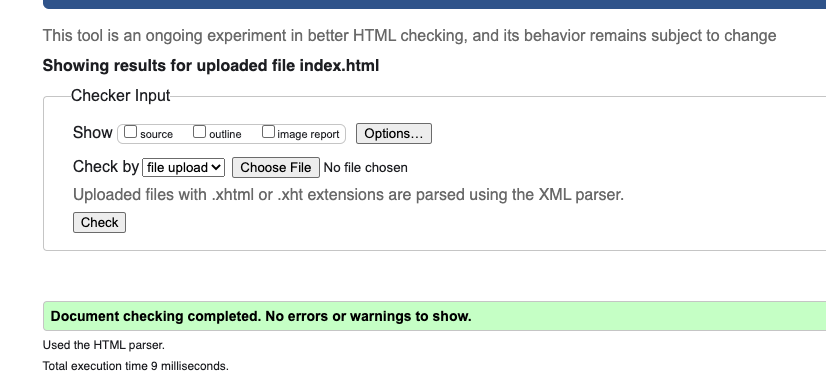 This tool is an ongoing experiment in better HTML checking, and its behavior remains subject to change
Showing results for uploaded file index.html
Checker Input
Show source outline image report Options...
Check by file upload Choose File No file chosen
Uploaded files with .xhtml or .xht extensions are parsed using the XML parser.
Check
Document checking completed. No errors or warnings to show.
Used the HTML parser.
Total execution time 9 milliseconds.